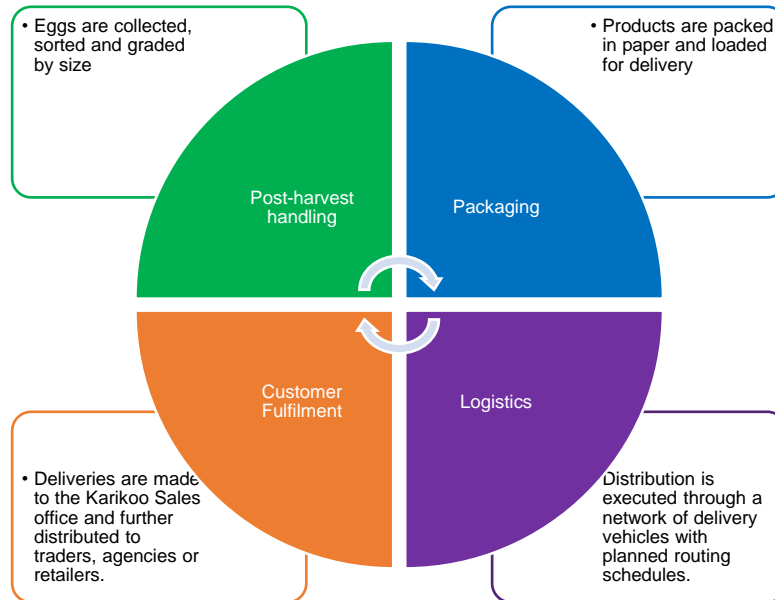 • Eggs are collected,
sorted and graded
by size
• Products are packed
in paper and loaded
for delivery
Post-harvest
handling
Packaging
Customer
Fulfilment
Logistics
• Deliveries are made
to the Karikoo Sales
office and further
distributed to
traders, agencies or
retailers.
Distribution is
executed through a
network of delivery
vehicles with
planned routing
schedules.